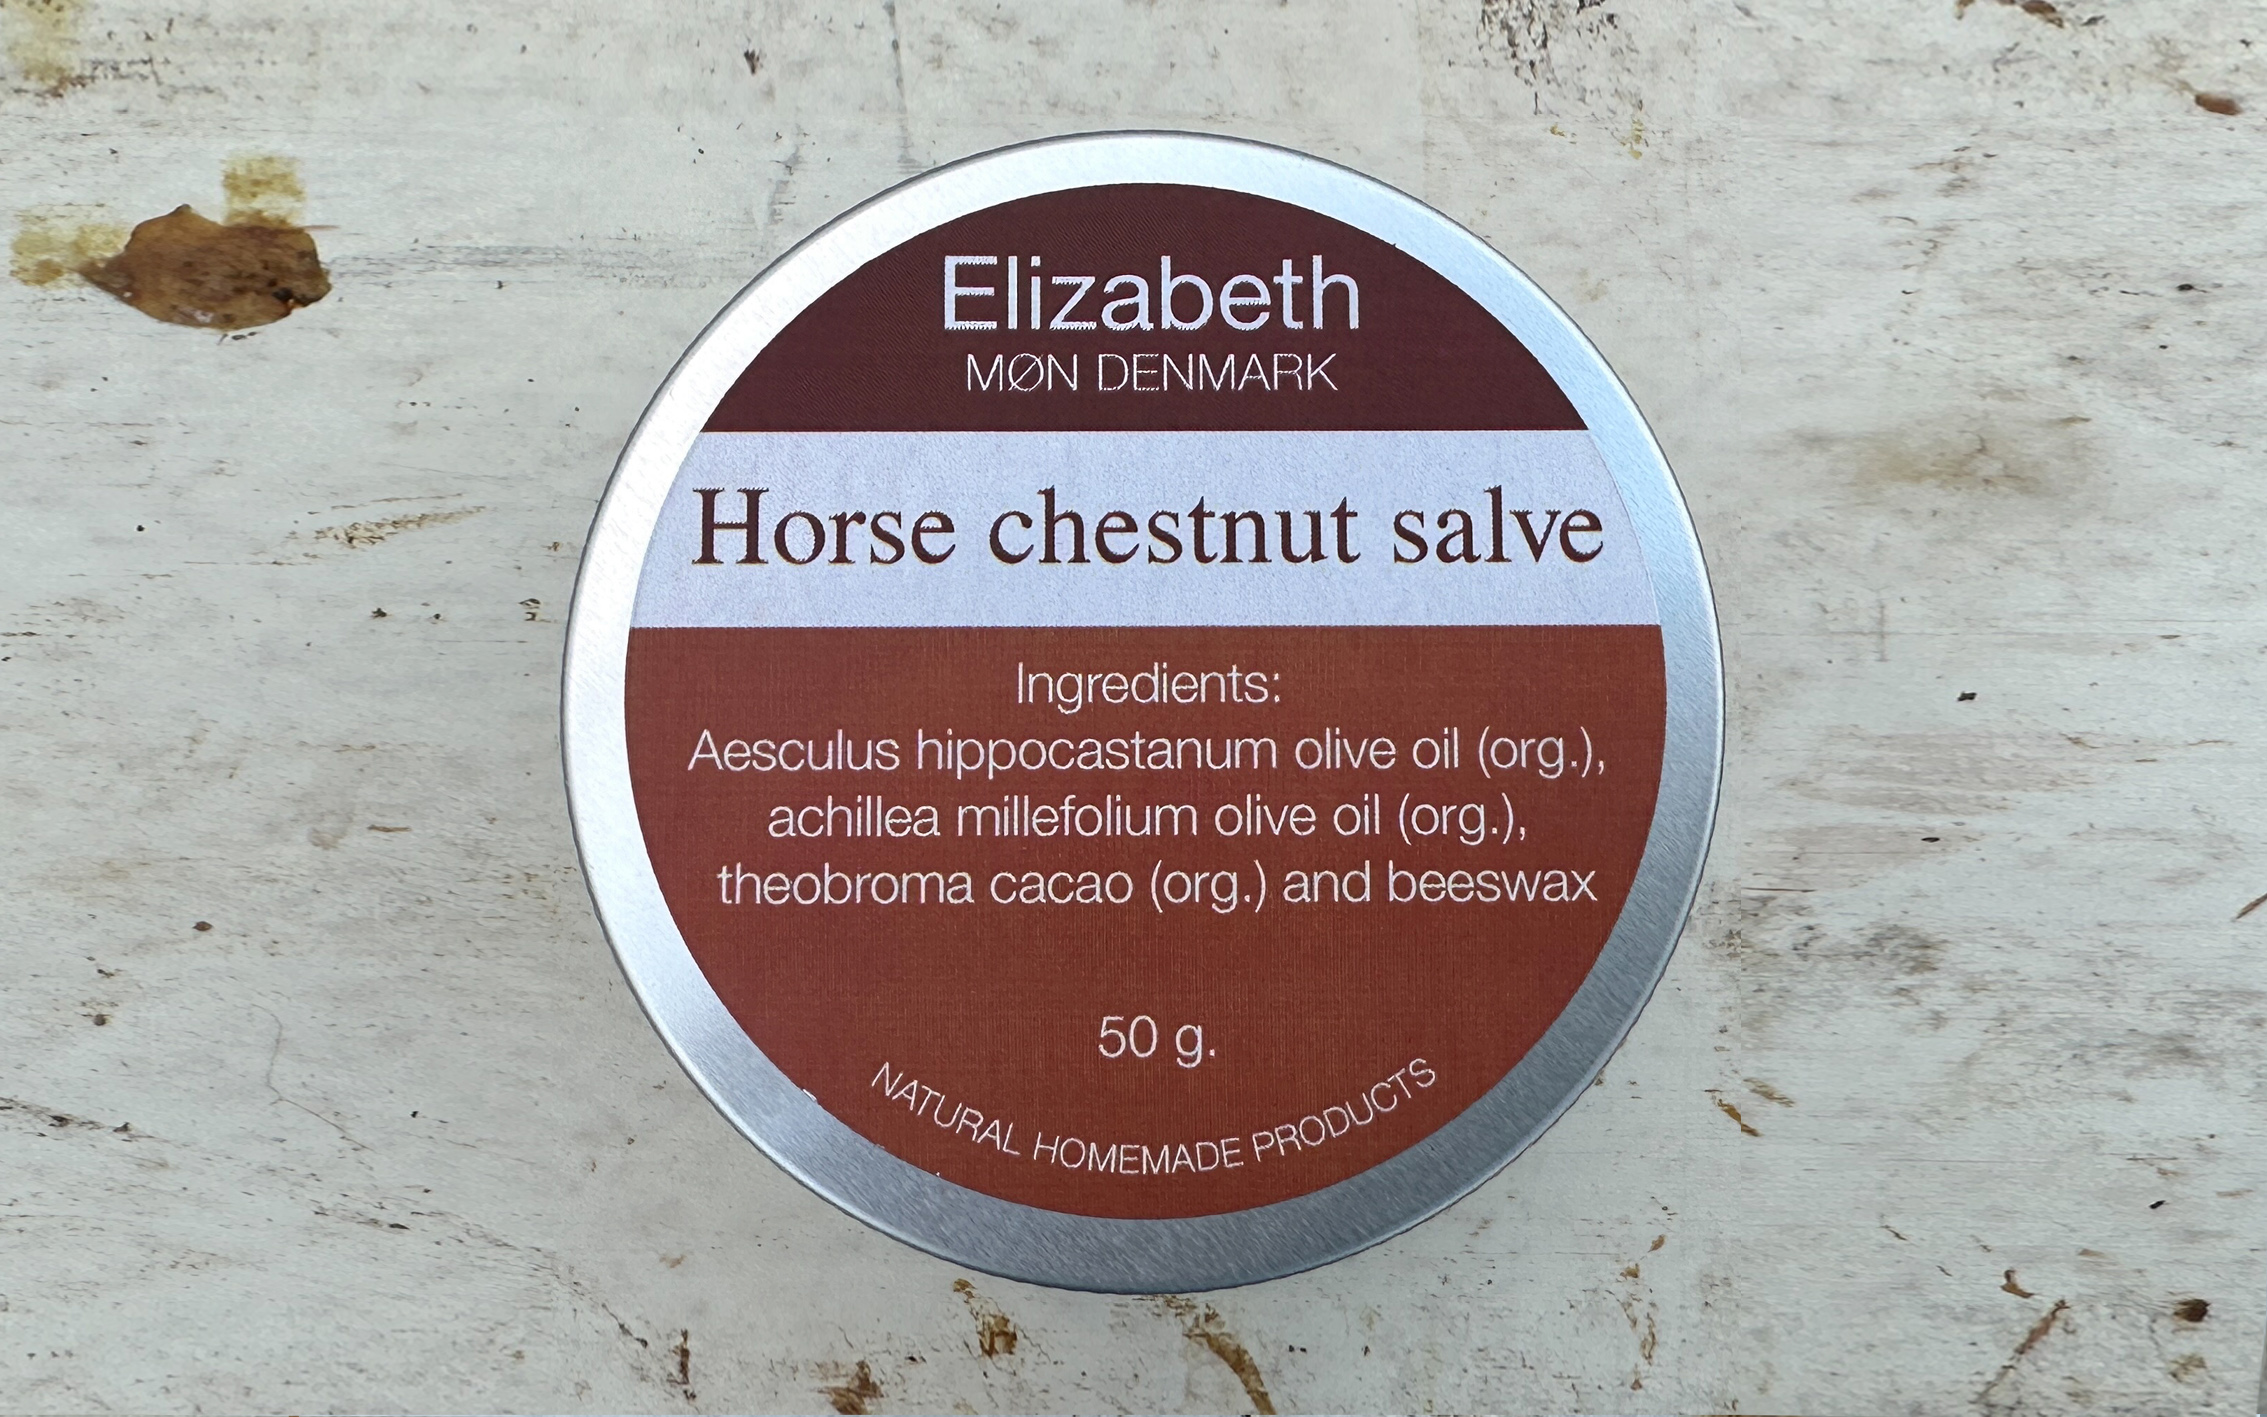 Elizabeth
MØN DENMARK
Horse chestnut salve
Ingredients:
Aesculus hippocastanum olive oil (org.),
achillea millefolium olive oil (org.),
theobroma cacao (org.) and beeswax
50 g.
NATURAL HOMEMADE PRODUCTS